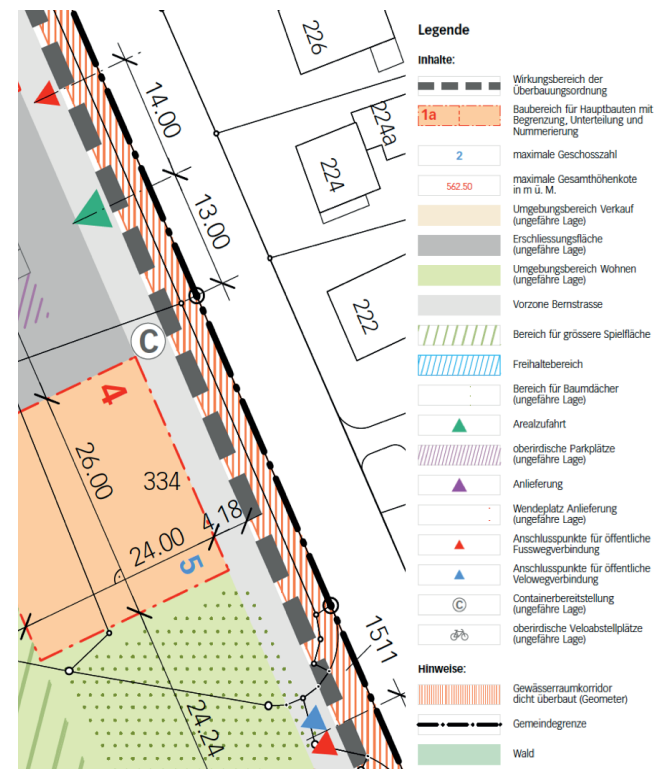 226
224a
224
222
14.00
13.00
C
4
26.00
334
4.18
24.00
5
1511
24.24
Legende
Inhalte:
Wirkungsbereich der
Überbauungsordnung
1a
Baubereich für Hauptbauten mit
Begrenzung, Unterteilung und
Nummerierung
2
maximale Geschosszahl
562.50
maximale Gesamthöhenkote
in m ü. M.
Umgebungsbereich Verkauf
(ungefähre Lage)
Erschliessungsfläche
(ungefähre Lage)
Umgebungsbereich Wohnen
(ungefähre Lage)
Vorzone Bernstrasse
Bereich für grössere Spielfläche
Freihaltebereich
Bereich für Baumdächer
(ungefähre Lage)
Arealzufahrt
oberirdische Parkplätze
(ungefähre Lage)
Anlieferung
Wendeplatz Anlieferung
(ungefähre Lage)
Anschlusspunkte für öffentliche
Fusswegverbindung
Anschlusspunkte für öffentliche
Velowegverbindung
C
Containerbereitstellung
(ungefähre Lage)
oberirdische Veloabstellplätze
(ungefähre Lage)
Hinweise:
Gewässerraumkorridor
dicht überbaut (Geometer)
Gemeindegrenze
Wald